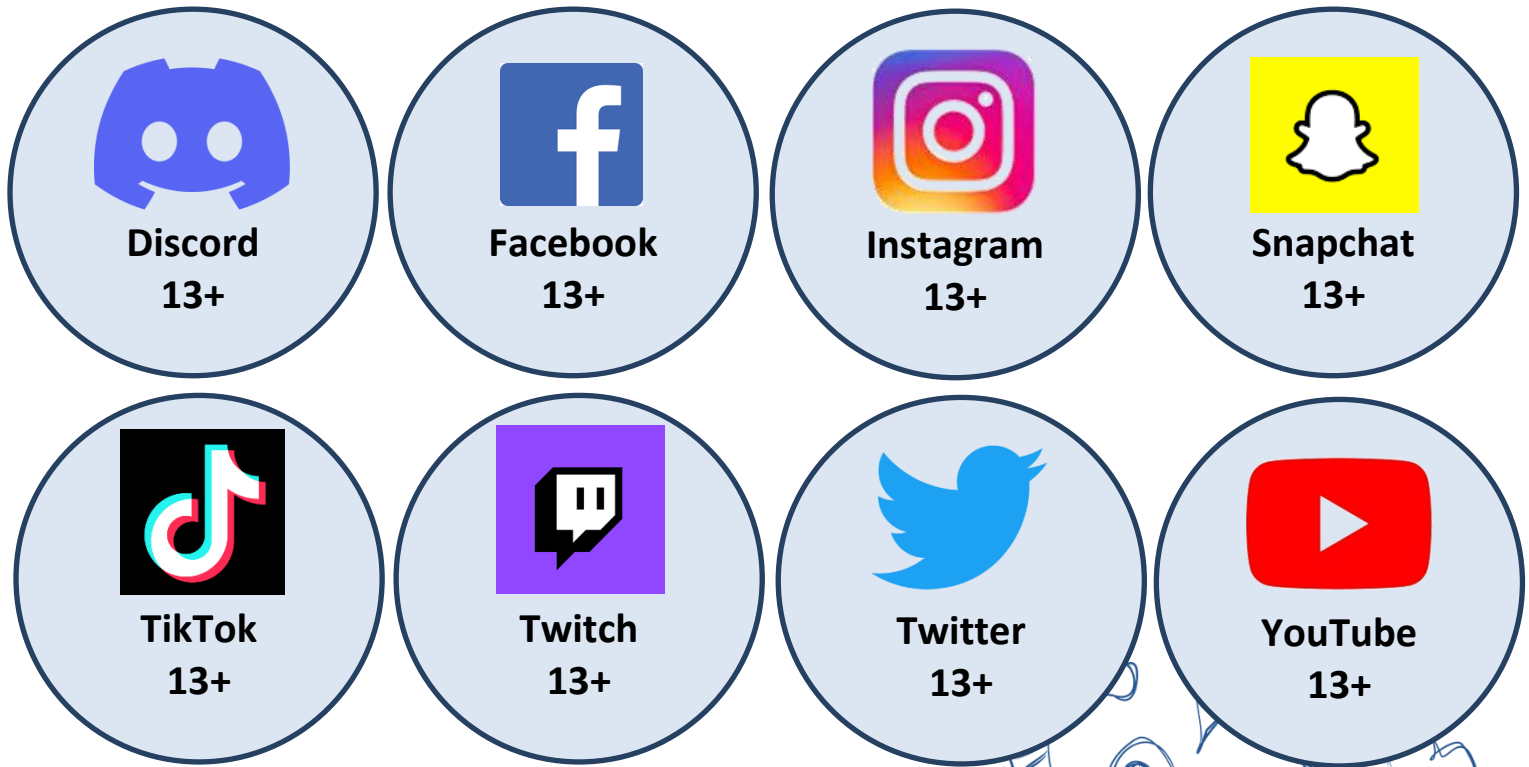 Discord
13+
Facebook
13+
Instagram
13+
Snapchat
13+
TikTok
13+
Twitch
13+
Twitter
13+
YouTube
13+